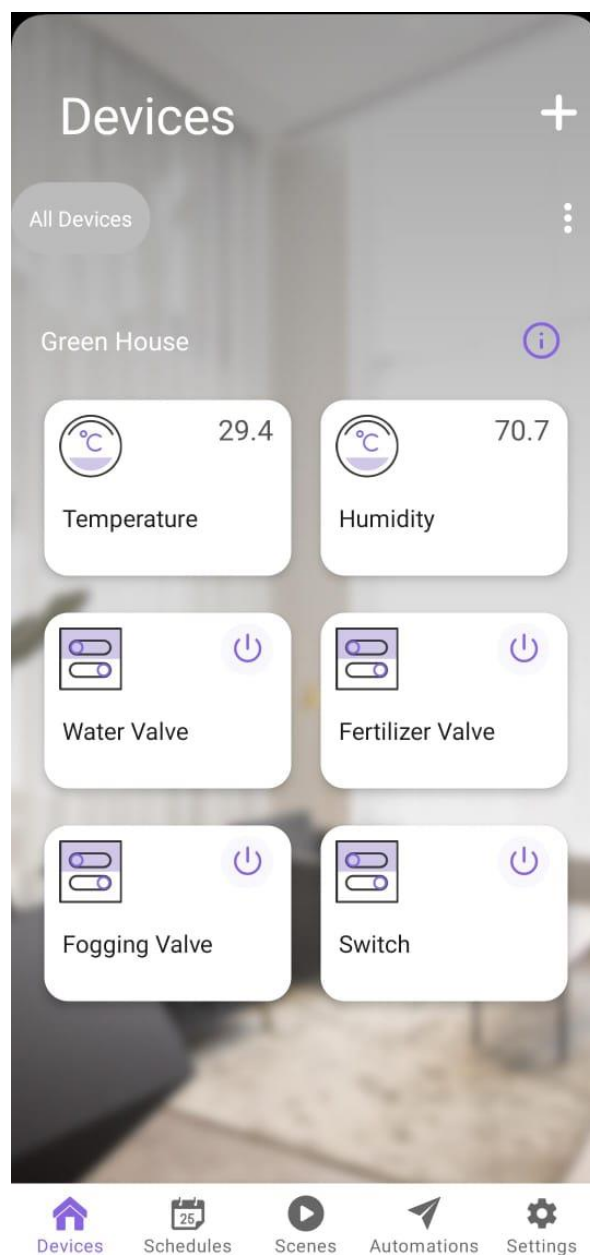 Devices
All Devices
Green House
°C 29.4
Temperature
°C 70.7
Humidity
Water Valve
Fertilizer Valve
Fogging Valve
Switch
Devices
25
Schedules
Scenes
Automations
Settings